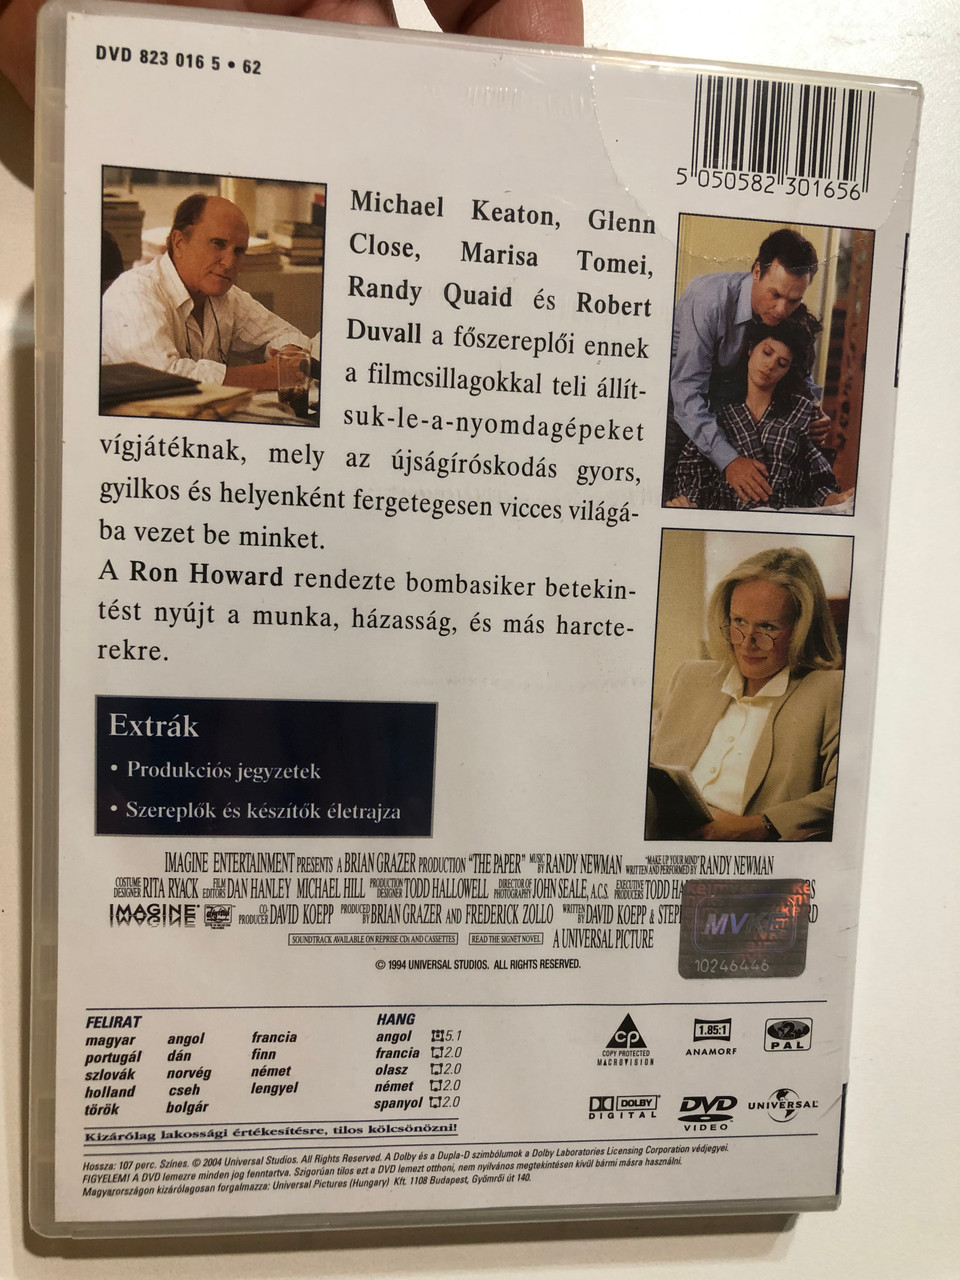 DVD 823 016 5 • 62
5 050582 301656
Michael Keaton, Glenn
Close, Marisa Tomei,
Randy Quaid és Robert
Duvall a főszereplői ennek
a filmcsillagokkal teli állít-
suk-le-a-nyomdagépeket
vígjátéknak, mely az újságíróskodás gyors,
gyilkos és helyenként fergetegesen vicces világá-
ba vezet be minket.
A Ron Howard rendezte bombasiker betekin-
tést nyújt a munka, házasság, és más harcte-
rekre.
Extrák
• Produkciós jegyzetek
• Szereplők és készítők életrajza
IMAGINE ENTERTAINMENT PRESENTS A BRIAN GRAZER PRODUCTION "THE PAPER" MUSIC BY RANDY NEWMAN "MAKE UP YOUR MIND" WRITTEN AND PERFORMED BY RANDY NEWMAN
COSTUME DESIGNER RITA RYACK FILM EDITORS DAN HANLEY MICHAEL HILL PRODUCTION DESIGNER TODD HALLOWELL DIRECTOR OF PHOTOGRAPHY JOHN SEALE, A.C.S. EXECUTIVE PRODUCERS TODD
IMAGINE CO-PRODUCER DAVID KOEPP PRODUCED BY BRIAN GRAZER AND FREDERICK ZOLLO WRITTEN BY DAVID KOEPP &
SOUNDTRACK AVAILABLE ON REPRISE CDs AND CASSETTES READ THE SIGNET NOVEL A UNIVERSAL PICTURE
MVK
10246446
© 1994 UNIVERSAL STUDIOS. ALL RIGHTS RESERVED.
FELIRAT
magyar angol francia
portugál dán finn
szlovák norvég német
holland cseh lengyel
török bolgár
HANG
angol 5.1
francia 2.0
olasz 2.0
német 2.0
spanyol 2.0
Kizárólag lakossági értékesítésre, tilos kölcsönözni!
CP
COPY PROTECTED
MACROVISION
1.85:1
ANAMORF
2
PAL
DOLBY
DIGITAL
DVD
VIDEO
UNIVERSAL
Hossza: 107 perc. Színes. © 2004 Universal Studios. All Rights Reserved. A Dolby és a Dupla-D szimbólumok a Dolby Laboratories Licensing Corporation védjegyei.
FIGYELEM! A DVD lemezre minden jog fenntartva. Szigorúan tilos ezt a DVD lemezt otthoni, nem nyilvános megtekintésen kívül bármi másra használni.
Magyarországon kizárólagosan forgalmazza: Universal Pictures (Hungary) Kft. 1108 Budapest, Gyömrői út 140.